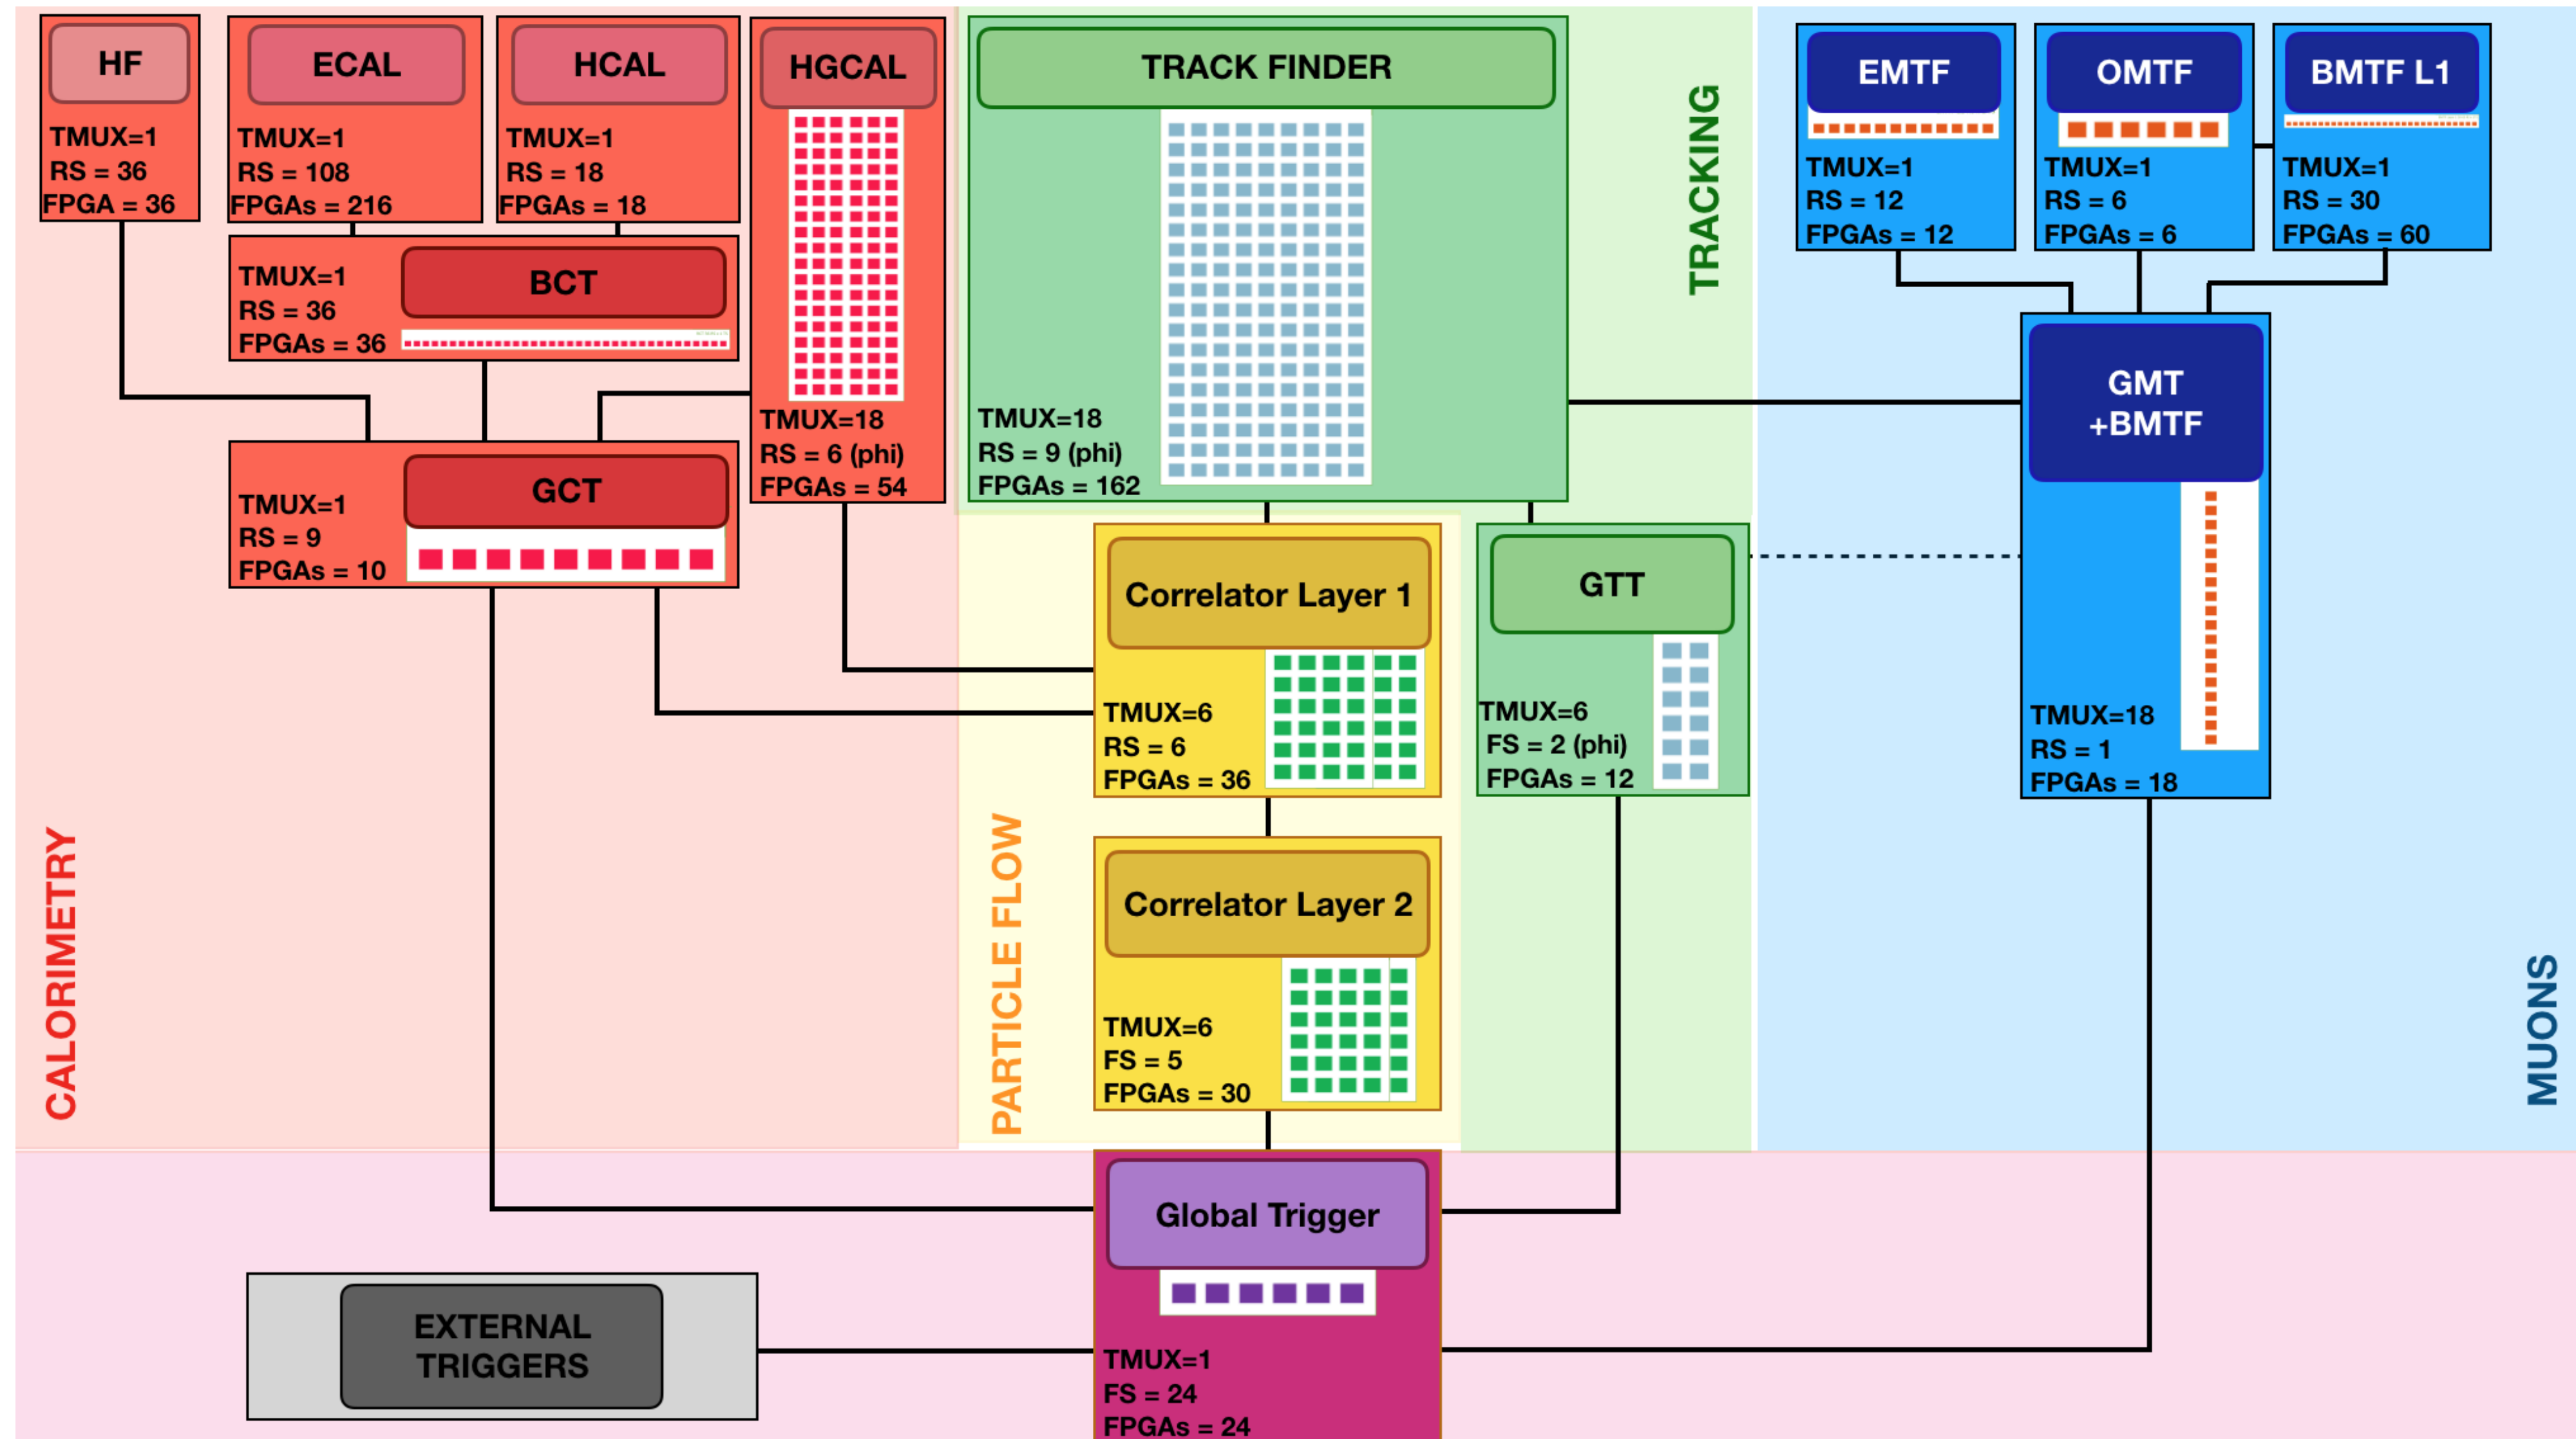 HF
TMUX=1
RS = 36
FPGA = 36
ECAL
TMUX=1
RS = 108
FPGAs = 216
HCAL
TMUX=1
RS = 18
FPGAs = 18
BCT
TMUX=1
RS = 36
FPGAs = 36
HGCAL
TMUX=18
RS = 6 (phi)
FPGAs = 54
GCT
TMUX=1
RS = 9
FPGAs = 10
CALORIMETRY
TRACK FINDER
TMUX=18
RS = 9 (phi)
FPGAs = 162
TRACKING
Correlator Layer 1
TMUX=6
RS = 6
FPGAs = 36
GTT
TMUX=6
FS = 2 (phi)
FPGAs = 12
Correlator Layer 2
TMUX=6
FS = 5
FPGAs = 30
PARTICLE FLOW
EMTF
TMUX=1
RS = 12
FPGAs = 12
OMTF
TMUX=1
RS = 6
FPGAs = 6
BMTF L1
TMUX=1
RS = 30
FPGAs = 60
GMT
+BMTF
TMUX=18
RS = 1
FPGAs = 18
MUONS
Global Trigger
TMUX=1
FS = 24
FPGAs = 24
EXTERNAL
TRIGGERS